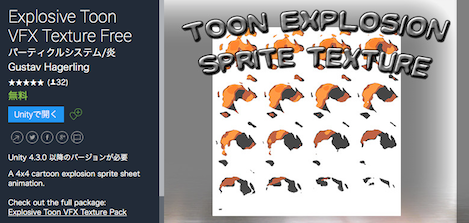 Explosive Toon
VFX Texture Free
パーティクルシステム/炎
Gustav Hagerling
★★★★★ (32)
無料
Unityで開く
Unity 4.3.0 以降のバージョンが必要
A 4x4 cartoon explosion sprite sheet
animation.
Check out the full package:
Explosive Toon VFX Texture Pack
TOON EXPLOSION
SPRITE TEXTURE